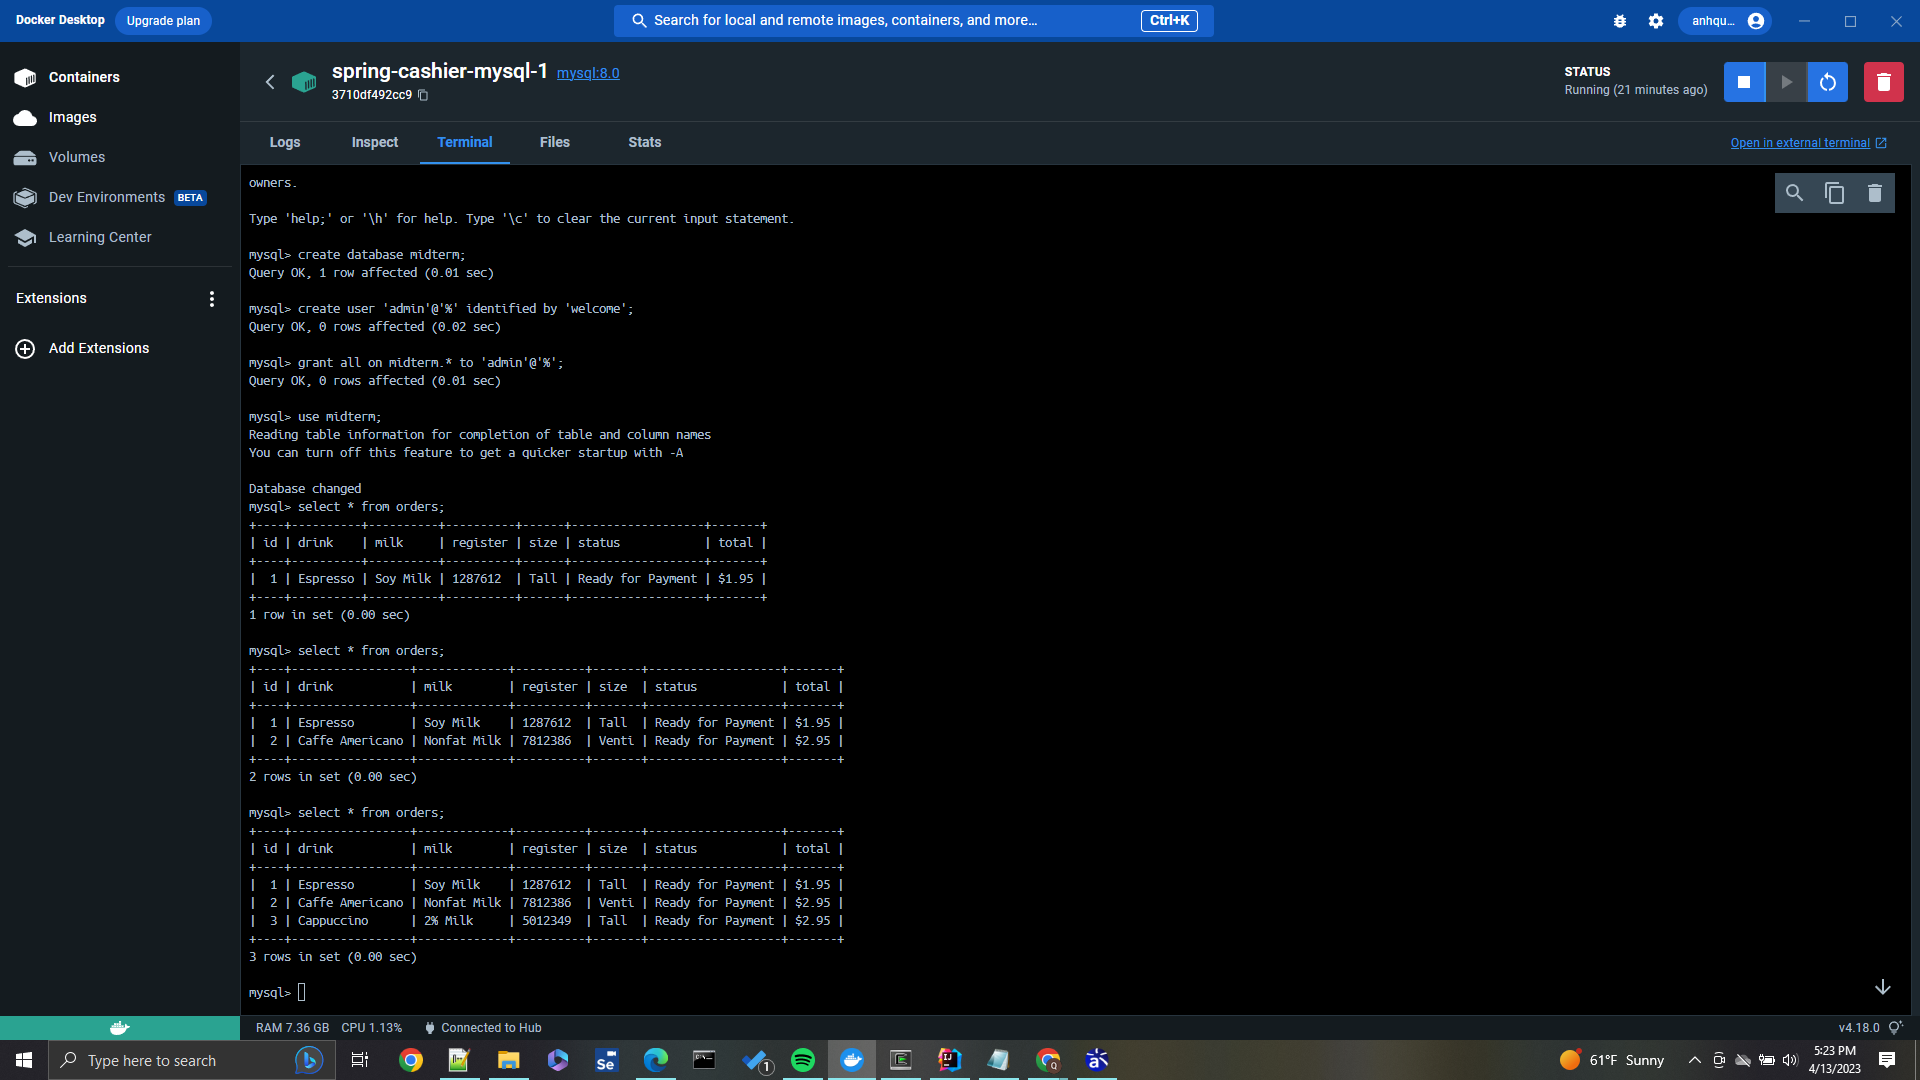 Docker Desktop
Upgrade plan
Search for local and remote images, containers, and more...
Ctrl+K
anhqu...
Containers
Images
Volumes
Dev Environments BETA
Learning Center
Extensions
Add Extensions
spring-cashier-mysql-1 mysql:8.0
3710df492cc9
STATUS
Running (21 minutes ago)
Logs Inspect Terminal Files Stats
Open in external terminal
owners.
Type 'help;' or '\h' for help. Type '\c' to clear the current input statement.
mysql> create database midterm;
Query OK, 1 row affected (0.01 sec)
mysql> create user 'admin'@'%' identified by 'welcome';
Query OK, 0 rows affected (0.02 sec)
mysql> grant all on midterm.* to 'admin'@'%';
Query OK, 0 rows affected (0.01 sec)
mysql> use midterm;
Reading table information for completion of table and column names
You can turn off this feature to get a quicker startup with -A
Database changed
mysql> select * from orders;
+----+----------+----------+----------+------+-------------------+-------+
| id | drink    | milk     | register | size | status            | total |
+----+----------+----------+----------+------+-------------------+-------+
|  1 | Espresso | Soy Milk | 1287612  | Tall | Ready for Payment | $1.95 |
+----+----------+----------+----------+------+-------------------+-------+
1 row in set (0.00 sec)
mysql> select * from orders;
+----+-----------------+-------------+----------+-------+-------------------+-------+
| id | drink           | milk        | register | size  | status            | total |
+----+-----------------+-------------+----------+-------+-------------------+-------+
|  1 | Espresso        | Soy Milk    | 1287612  | Tall  | Ready for Payment | $1.95 |
|  2 | Caffe Americano | Nonfat Milk | 7812386  | Venti | Ready for Payment | $2.95 |
+----+-----------------+-------------+----------+-------+-------------------+-------+
2 rows in set (0.00 sec)
mysql> select * from orders;
+----+-----------------+-------------+----------+-------+-------------------+-------+
| id | drink           | milk        | register | size  | status            | total |
+----+-----------------+-------------+----------+-------+-------------------+-------+
|  1 | Espresso        | Soy Milk    | 1287612  | Tall  | Ready for Payment | $1.95 |
|  2 | Caffe Americano | Nonfat Milk | 7812386  | Venti | Ready for Payment | $2.95 |
|  3 | Cappuccino      | 2% Milk     | 5012349  | Tall  | Ready for Payment | $2.95 |
+----+-----------------+-------------+----------+-------+-------------------+-------+
3 rows in set (0.00 sec)
mysql>
RAM 7.36 GB CPU 1.13% Connected to Hub
v4.18.0
Type here to search
Se
1
IJ
Q
a
61°F Sunny
5:23 PM
4/13/2023